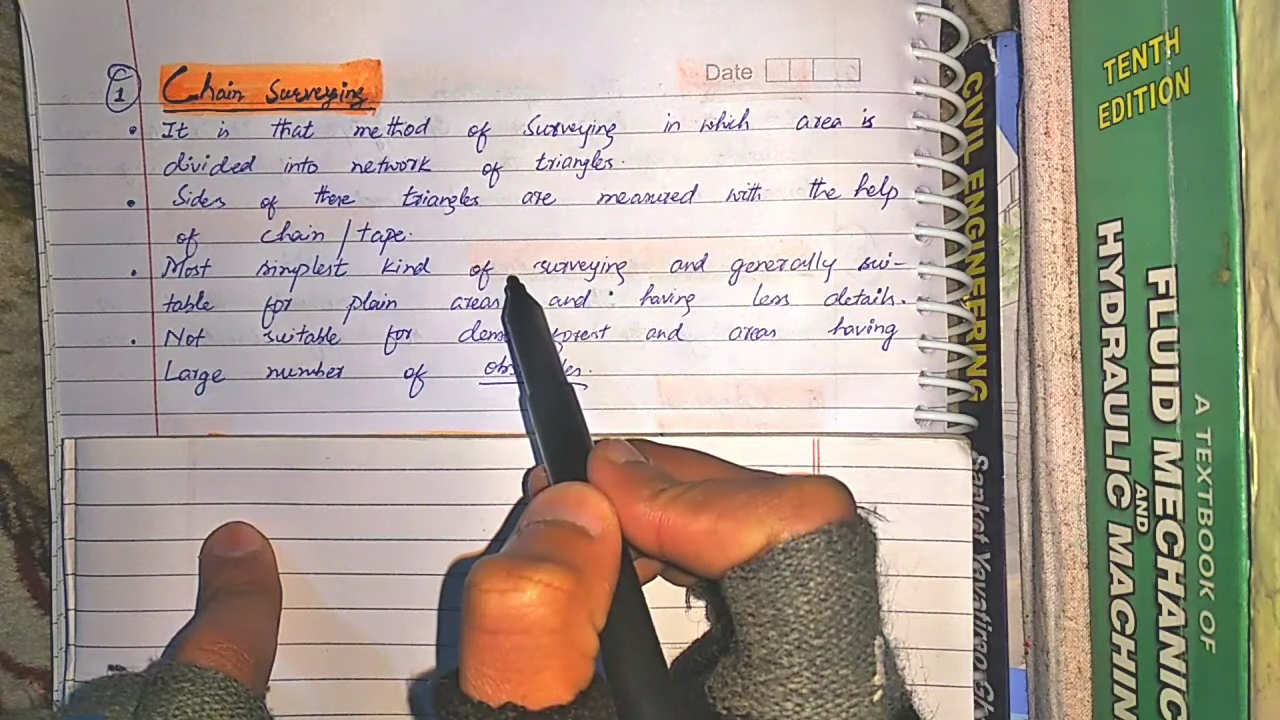 Date
1 Chain Surveying
• It is that method of Surveying in which area is
divided into network of triangles.
• Sides of these triangles are measured with the help
of chain/tape.
• Most simplest kind of surveying and generally sui-
table for plain areas and having less details.
• Not suitable for forest and areas having
Large number of
CIVIL ENGINEERING
TENTH
EDITION
A TEXTBOOK OF
FLUID MECHANIC
AND
HYDRAULIC MACHIN